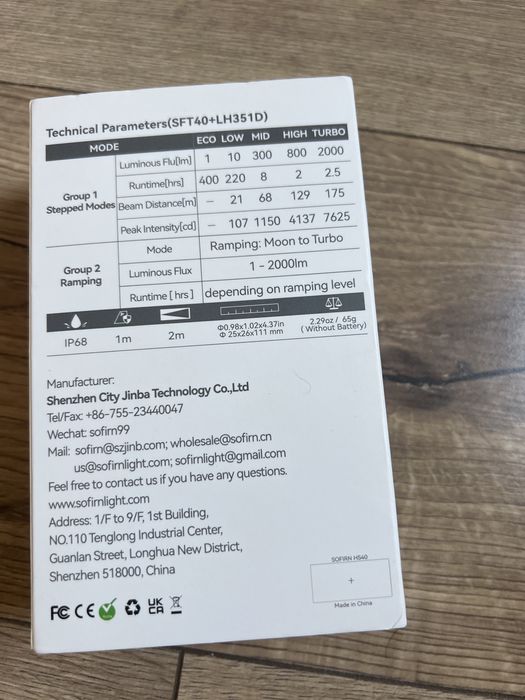 Technical Parameters(SFT40+LH351D)
MODE ECO LOW MID HIGH TURBO
Group 1 Stepped Modes
Luminous Flu[lm] 1 10 300 800 2000
Runtime[hrs] 400 220 8 2 2.5
Beam Distance[m] – 21 68 129 175
Peak Intensity[cd] – 107 1150 4137 7625
Group 2 Ramping
Mode Ramping: Moon to Turbo
Luminous Flux 1 - 2000lm
Runtime [ hrs ] depending on ramping level
IP68 1m 2m Φ0.98x1.02x4.37in 2.29oz / 65g
Φ 25x26x111 mm ( Without Battery)
Manufacturer:
Shenzhen City Jinba Technology Co.,Ltd
Tel/Fax: +86-755-23440047
Wechat: sofirn99
Mail: sofirn@szjinb.com; wholesale@sofirn.cn
us@sofirnlight.com; sofirnlight@gmail.com
Feel free to contact us if you have any questions.
www.sofirnlight.com
Address: 1/F to 9/F, 1st Building,
NO.110 Tenglong Industrial Center,
Guanlan Street, Longhua New District,
Shenzhen 518000, China
SOFIRN HS40
+
Made in China
FC CE UK CA